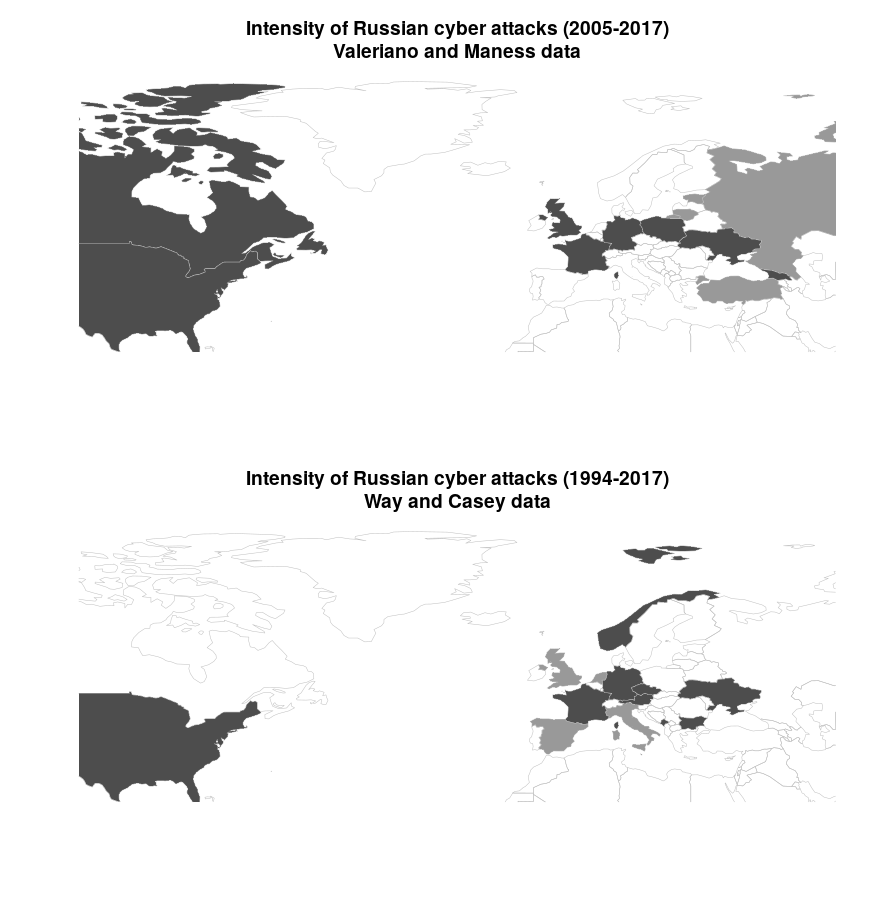 Intensity of Russian cyber attacks (2005-2017)
Valeriano and Maness data
Intensity of Russian cyber attacks (1994-2017)
Way and Casey data